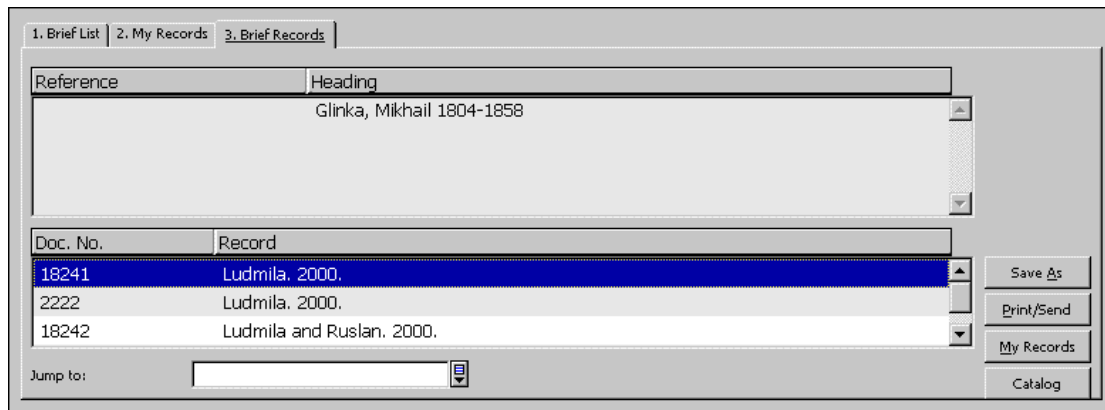 1. Brief List 2. My Records 3. Brief Records
Reference Heading
Glinka, Mikhail 1804-1858
Doc. No. Record
18241 Ludmila. 2000.
2222 Ludmila. 2000.
18242 Ludmila and Ruslan. 2000.
Save As
Print/Send
My Records
Jump to:
Catalog